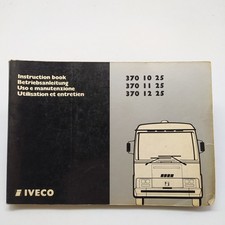 Instruction book
Betriebsanleitung
Uso e manutenzione
Utilisation et entretien
370 10 25
370 11 25
370 12 25
IVECO